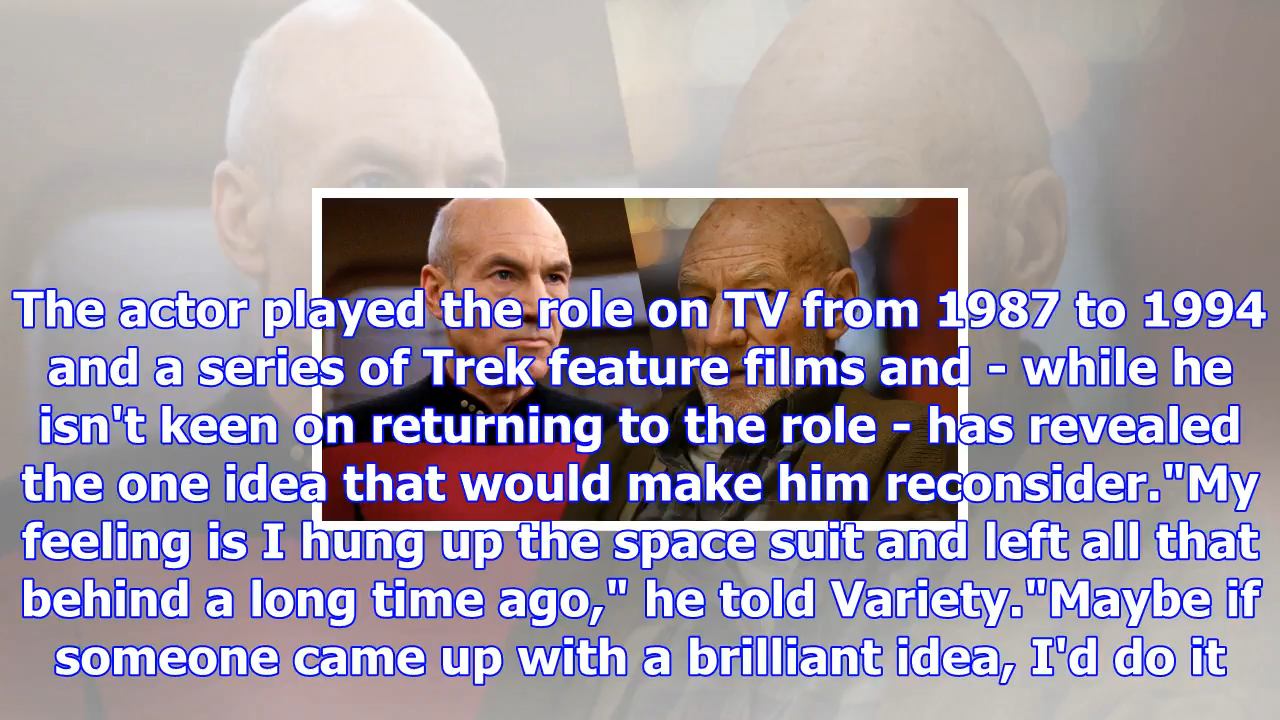 The actor played the role on TV from 1987 to 1994
and a series of Trek feature films and - while he
isn't keen on returning to the role - has revealed
the one idea that would make him reconsider."My
feeling is I hung up the space suit and left all that
behind a long time ago," he told Variety."Maybe if
someone came up with a brilliant idea, I'd do it